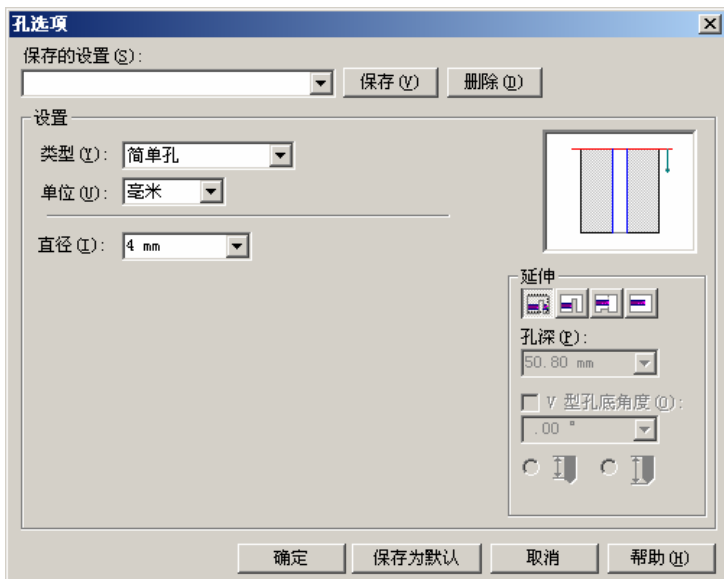 孔选项
保存的设置(S):
保存(V) 删除(D)
设置
类型(Y): 简单孔
单位(U): 毫米
直径(I): 4 mm
延伸
孔深(P):
50.80 mm
V 型孔底角度(O):
.00 °
确定 保存为默认 取消 帮助(H)